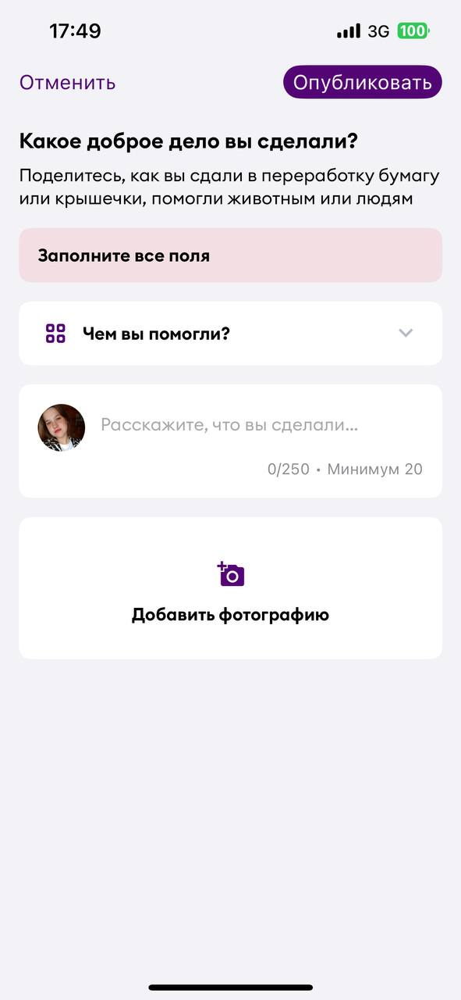 17:49
3G
100
Отменить
Опубликовать
Какое доброе дело вы сделали?
Поделитесь, как вы сдали в переработку бумагу
или крышечки, помогли животным или людям
Заполните все поля
Чем вы помогли?
Расскажите, что вы сделали...
0/250 • Минимум 20
Добавить фотографию